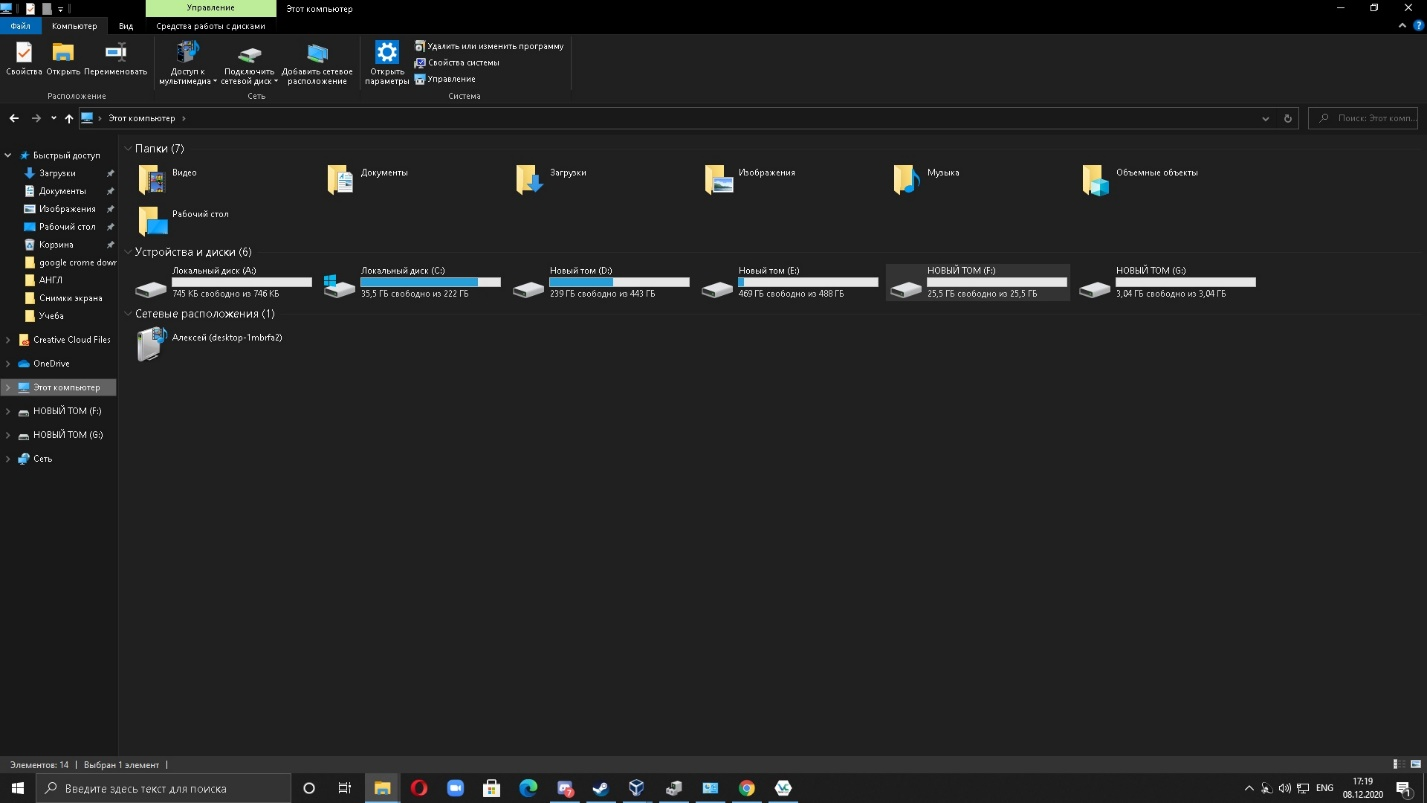 Управление
Этот компьютер
Файл
Компьютер
Вид
Средства работы с дисками
Свойства
Открыть
Переименовать
Доступ к мультимедиа
Подключить сетевой диск
Добавить сетевое расположение
Открыть параметры
Удалить или изменить программу
Свойства системы
Управление
Расположение
Сеть
Система
Этот компьютер
Поиск: Этот комп...
Быстрый доступ
Загрузки
Документы
Изображения
Рабочий стол
Корзина
google crome down
АНГЛ
Снимки экрана
Учеба
Creative Cloud Files
OneDrive
Этот компьютер
НОВЫЙ ТОМ (F:)
НОВЫЙ ТОМ (G:)
Сеть
Папки (7)
Видео
Документы
Загрузки
Изображения
Музыка
Объемные объекты
Рабочий стол
Устройства и диски (6)
Локальный диск (A:)
745 КБ свободно из 746 КБ
Локальный диск (C:)
35,5 ГБ свободно из 222 ГБ
Новый том (D:)
239 ГБ свободно из 443 ГБ
Новый том (E:)
469 ГБ свободно из 488 ГБ
НОВЫЙ ТОМ (F:)
25,5 ГБ свободно из 25,5 ГБ
НОВЫЙ ТОМ (G:)
3,04 ГБ свободно из 3,04 ГБ
Сетевые расположения (1)
Алексей (desktop-1mbrfa2)
Элементов: 14
Выбран 1 элемент
Введите здесь текст для поиска
ENG
17:19
08.12.2020